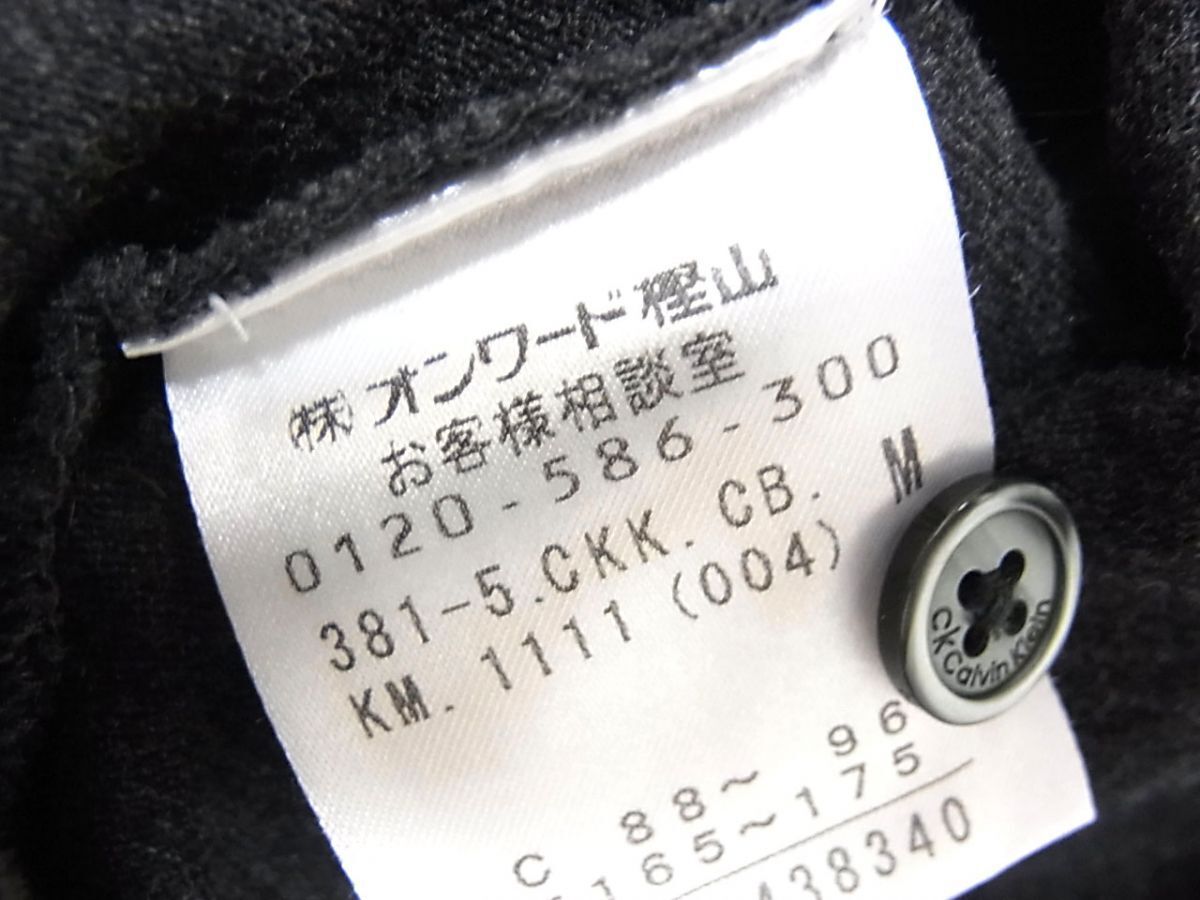 (株)オンワード樫山
お客様相談室
0120-586-300
381-5.CKK.CB. M
KM. 1111 (004)
C 88~ 96
165~175
438340
ck Calvin Klein